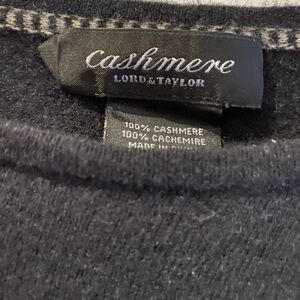 Cashmere
LORD & TAYLOR
100% CASHMERE
100% CACHEMIRE
MADE IN